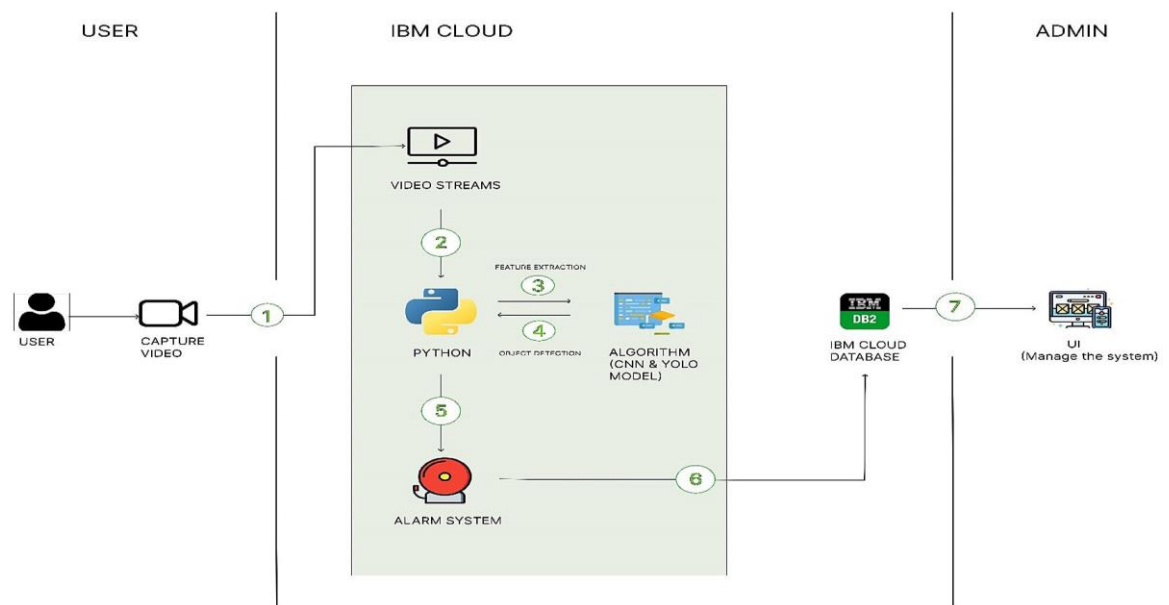 USER
IBM CLOUD
ADMIN
VIDEO STREAMS
2
FEATURE EXTRACTION
3
4
OBJECT DETECTION
1
USER
CAPTURE
VIDEO
PYTHON
ALGORITHM
(CNN & YOLO
MODEL)
IBM
DB2
IBM CLOUD
DATABASE
7
UI
(Manage the system)
5
6
ALARM SYSTEM